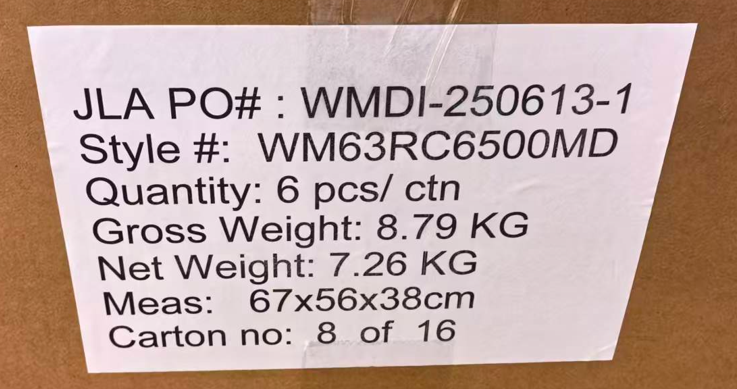 JLA PO# : WMDI-250613-1
Style #: WM63RC6500MD
Quantity: 6 pcs/ ctn
Gross Weight: 8.79 KG
Net Weight: 7.26 KG
Meas: 67x56x38cm
Carton no: 8 of 16